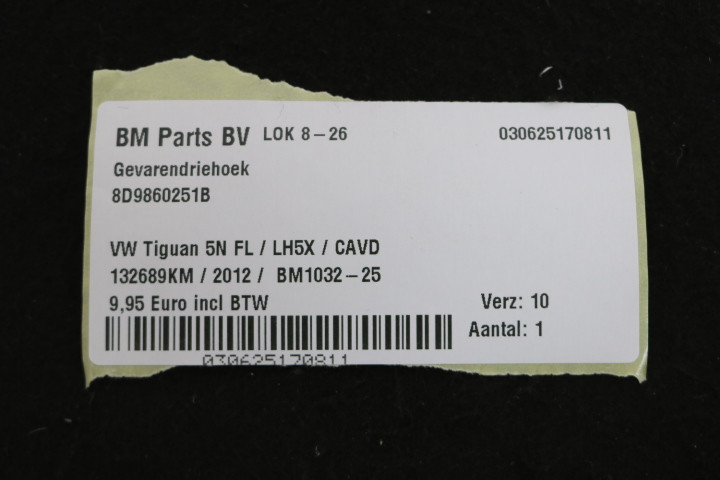 BM Parts BV LOK 8-26 030625170811
Gevarendriehoek
8D9860251B
VW Tiguan 5N FL / LH5X / CAVD
132689KM / 2012 / BM1032-25
9,95 Euro incl BTW Verz: 10
Aantal: 1
030625170811